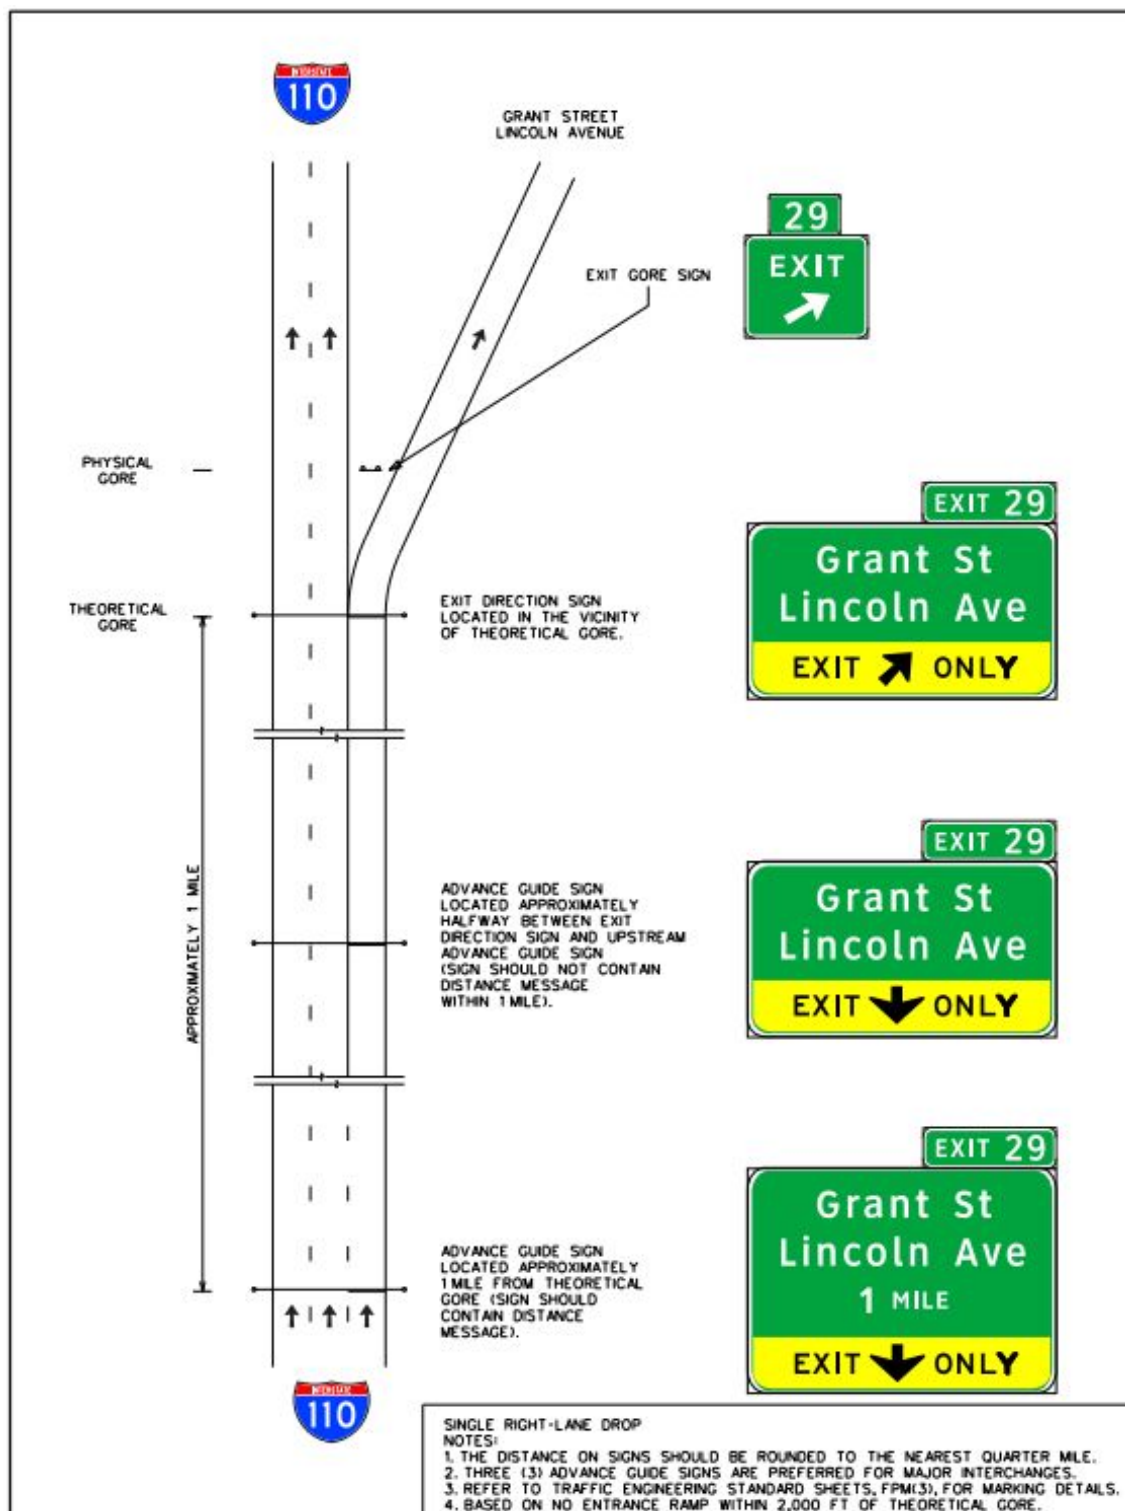 INTERSTATE
110
GRANT STREET
LINCOLN AVENUE
29
EXIT
EXIT GORE SIGN
PHYSICAL
GORE
EXIT 29
Grant St
Lincoln Ave
EXIT ONLY
THEORETICAL
GORE
EXIT DIRECTION SIGN
LOCATED IN THE VICINITY
OF THEORETICAL GORE.
APPROXIMATELY 1 MILE
ADVANCE GUIDE SIGN
LOCATED APPROXIMATELY
HALFWAY BETWEEN EXIT
DIRECTION SIGN AND UPSTREAM
ADVANCE GUIDE SIGN
(SIGN SHOULD NOT CONTAIN
DISTANCE MESSAGE
WITHIN 1 MILE).
EXIT 29
Grant St
Lincoln Ave
EXIT ONLY
ADVANCE GUIDE SIGN
LOCATED APPROXIMATELY
1 MILE FROM THEORETICAL
GORE (SIGN SHOULD
CONTAIN DISTANCE
MESSAGE).
EXIT 29
Grant St
Lincoln Ave
1 MILE
EXIT ONLY
INTERSTATE
110
SINGLE RIGHT-LANE DROP
NOTES:
1. THE DISTANCE ON SIGNS SHOULD BE ROUNDED TO THE NEAREST QUARTER MILE.
2. THREE (3) ADVANCE GUIDE SIGNS ARE PREFERRED FOR MAJOR INTERCHANGES.
3. REFER TO TRAFFIC ENGINEERING STANDARD SHEETS, FPM(3), FOR MARKING DETAILS.
4. BASED ON NO ENTRANCE RAMP WITHIN 2,000 FT OF THEORETICAL GORE.